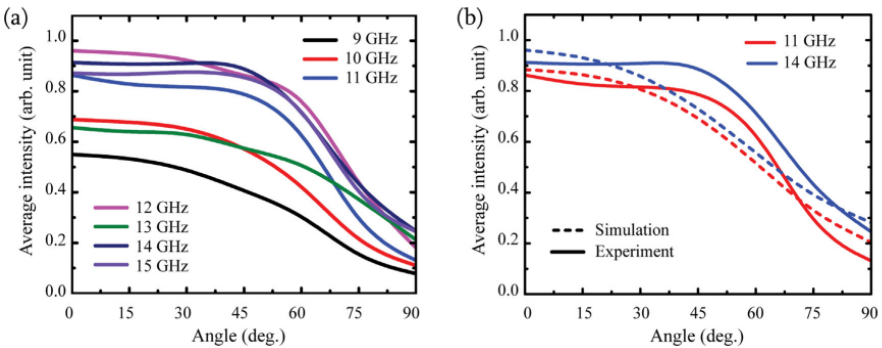 (a)
Average intensity (arb. unit)
1.0
0.8
0.6
0.4
0.2
0.0
9 GHz
10 GHz
11 GHz
12 GHz
13 GHz
14 GHz
15 GHz
0 15 30 45 60 75 90
Angle (deg.)
(b)
Average intensity (arb. unit)
1.0
0.8
0.6
0.4
0.2
0.0
11 GHz
14 GHz
Simulation
Experiment
0 15 30 45 60 75 90
Angle (deg.)